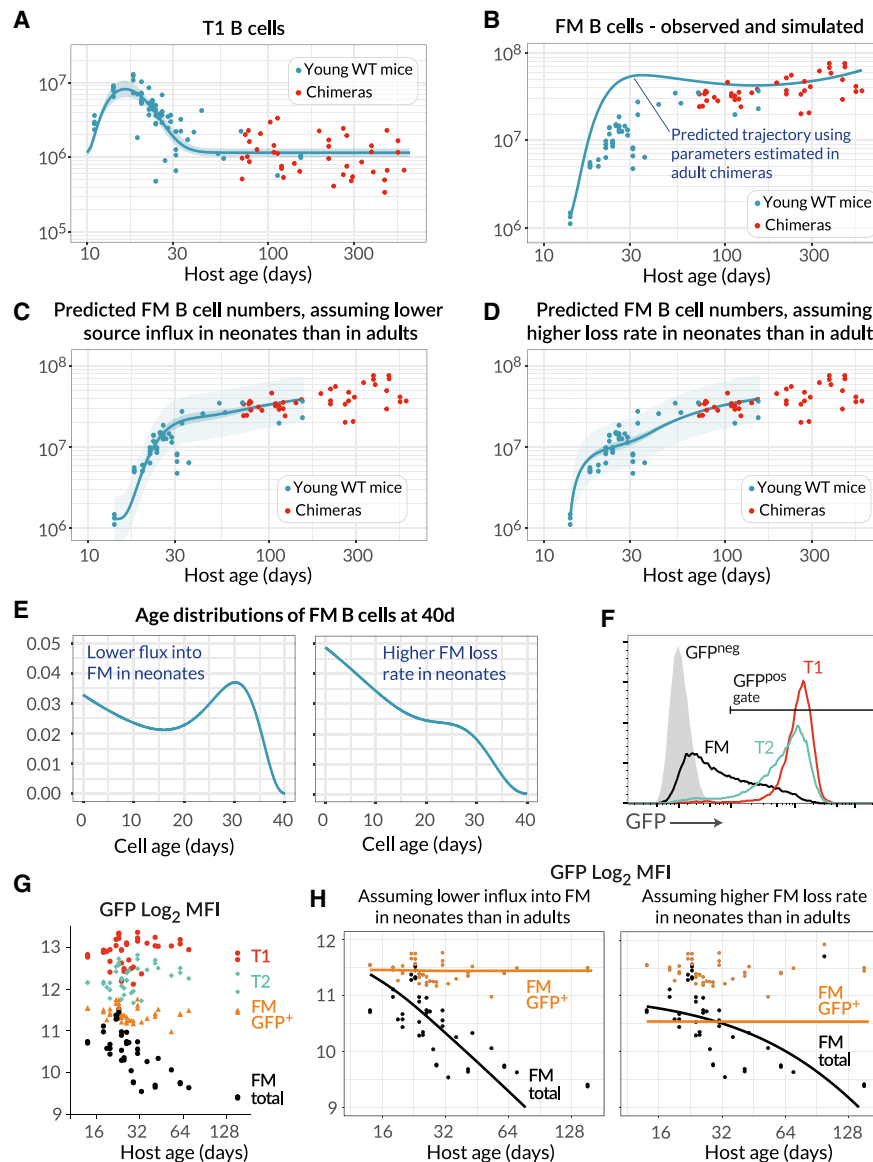 A
T1 B cells
10⁷
10⁶
10⁵
Young WT mice
Chimeras
10
30
100
300
Host age (days)
B
FM B cells - observed and simulated
10⁸
10⁷
10⁶
Predicted trajectory using
parameters estimated in
adult chimeras
Young WT mice
Chimeras
10
30
100
300
Host age (days)
C
Predicted FM B cell numbers, assuming lower
source influx in neonates than in adults
10⁸
10⁷
10⁶
Young WT mice
Chimeras
10
30
100
300
Host age (days)
D
Predicted FM B cell numbers, assuming
higher loss rate in neonates than in adult
10⁸
10⁷
10⁶
Young WT mice
Chimeras
10
30
100
300
Host age (days)
E
Age distributions of FM B cells at 40d
0.05
0.04
0.03
0.02
0.01
0.00
Lower flux into
FM in neonates
0
20
40
Cell age (days)
Higher FM loss
rate in neonates
0
20
40
Cell age (days)
F
GFPneg
GFPpos
gate
T1
T2
FM
GFP
G
GFP Log₂ MFI
13
12
11
10
9
T1
T2
FM
GFP⁺
FM
total
16
32
64
128
Host age (days)
H
GFP Log₂ MFI
Assuming lower influx into FM
in neonates than in adults
12
11
10
9
FM
GFP⁺
FM
total
16
32
64
128
Host age (days)
Assuming higher FM loss rate
in neonates than in adults
FM
GFP⁺
FM
total
16
32
64
128
Host age (days)